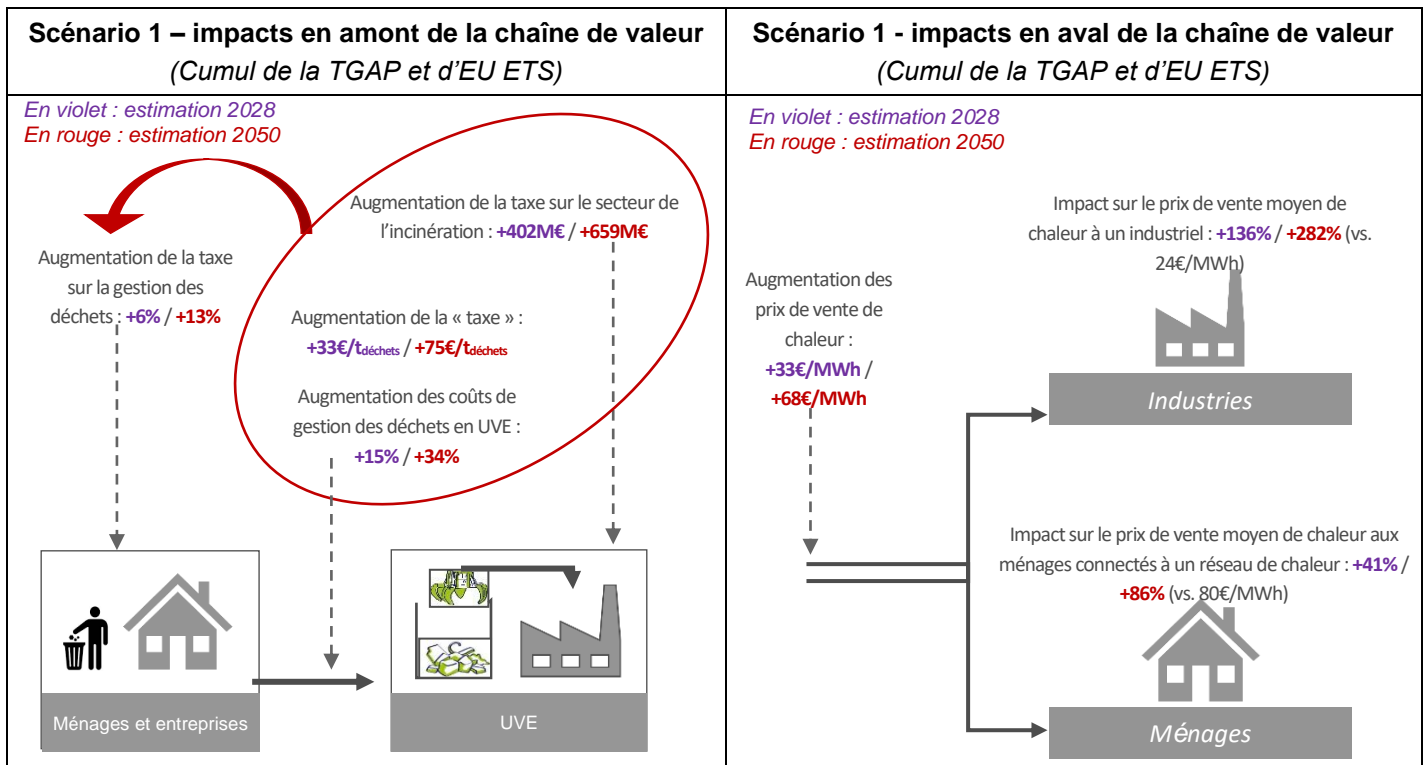 Scénario 1 – impacts en amont de la chaîne de valeur
(Cumul de la TGAP et d’EU ETS)
En violet : estimation 2028
En rouge : estimation 2050
Augmentation de la taxe sur le secteur de
l’incinération : +402M€ / +659M€
Augmentation de la taxe
sur la gestion des
déchets : +6% / +13%
Augmentation de la « taxe » :
+33€/tdéchets / +75€/tdéchets
Augmentation des coûts de
gestion des déchets en UVE :
+15% / +34%
Ménages et entreprises
UVE
Scénario 1 - impacts en aval de la chaîne de valeur
(Cumul de la TGAP et d’EU ETS)
En violet : estimation 2028
En rouge : estimation 2050
Impact sur le prix de vente moyen de
chaleur à un industriel : +136% / +282% (vs.
24€/MWh)
Augmentation des
prix de vente de
chaleur :
+33€/MWh /
+68€/MWh
Industries
Impact sur le prix de vente moyen de chaleur aux
ménages connectés à un réseau de chaleur : +41% /
+86% (vs. 80€/MWh)
Ménages